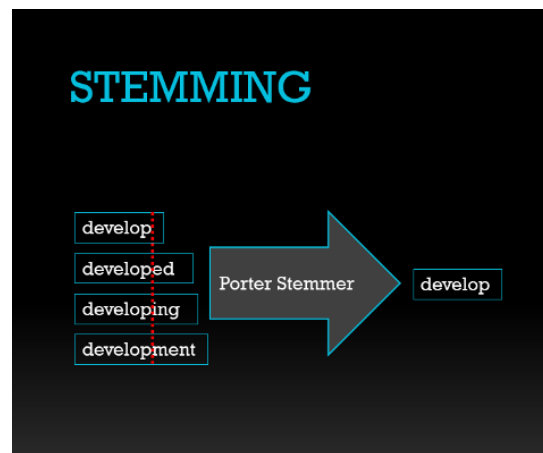 STEMMING
develop
developed
developing
development
Porter Stemmer
develop